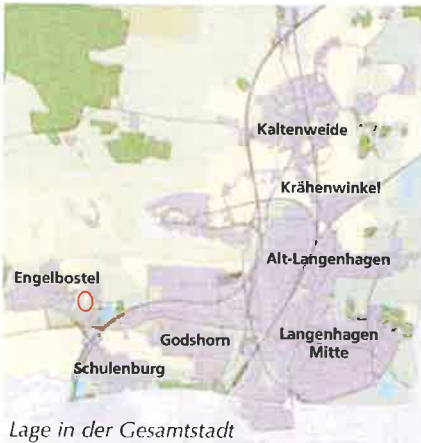 Kaltenweide
Krähenwinkel
Engelbostel
Alt-Langenhagen
Godshorn
Langenhagen
Mitte
Schulenburg
Lage in der Gesamtstadt